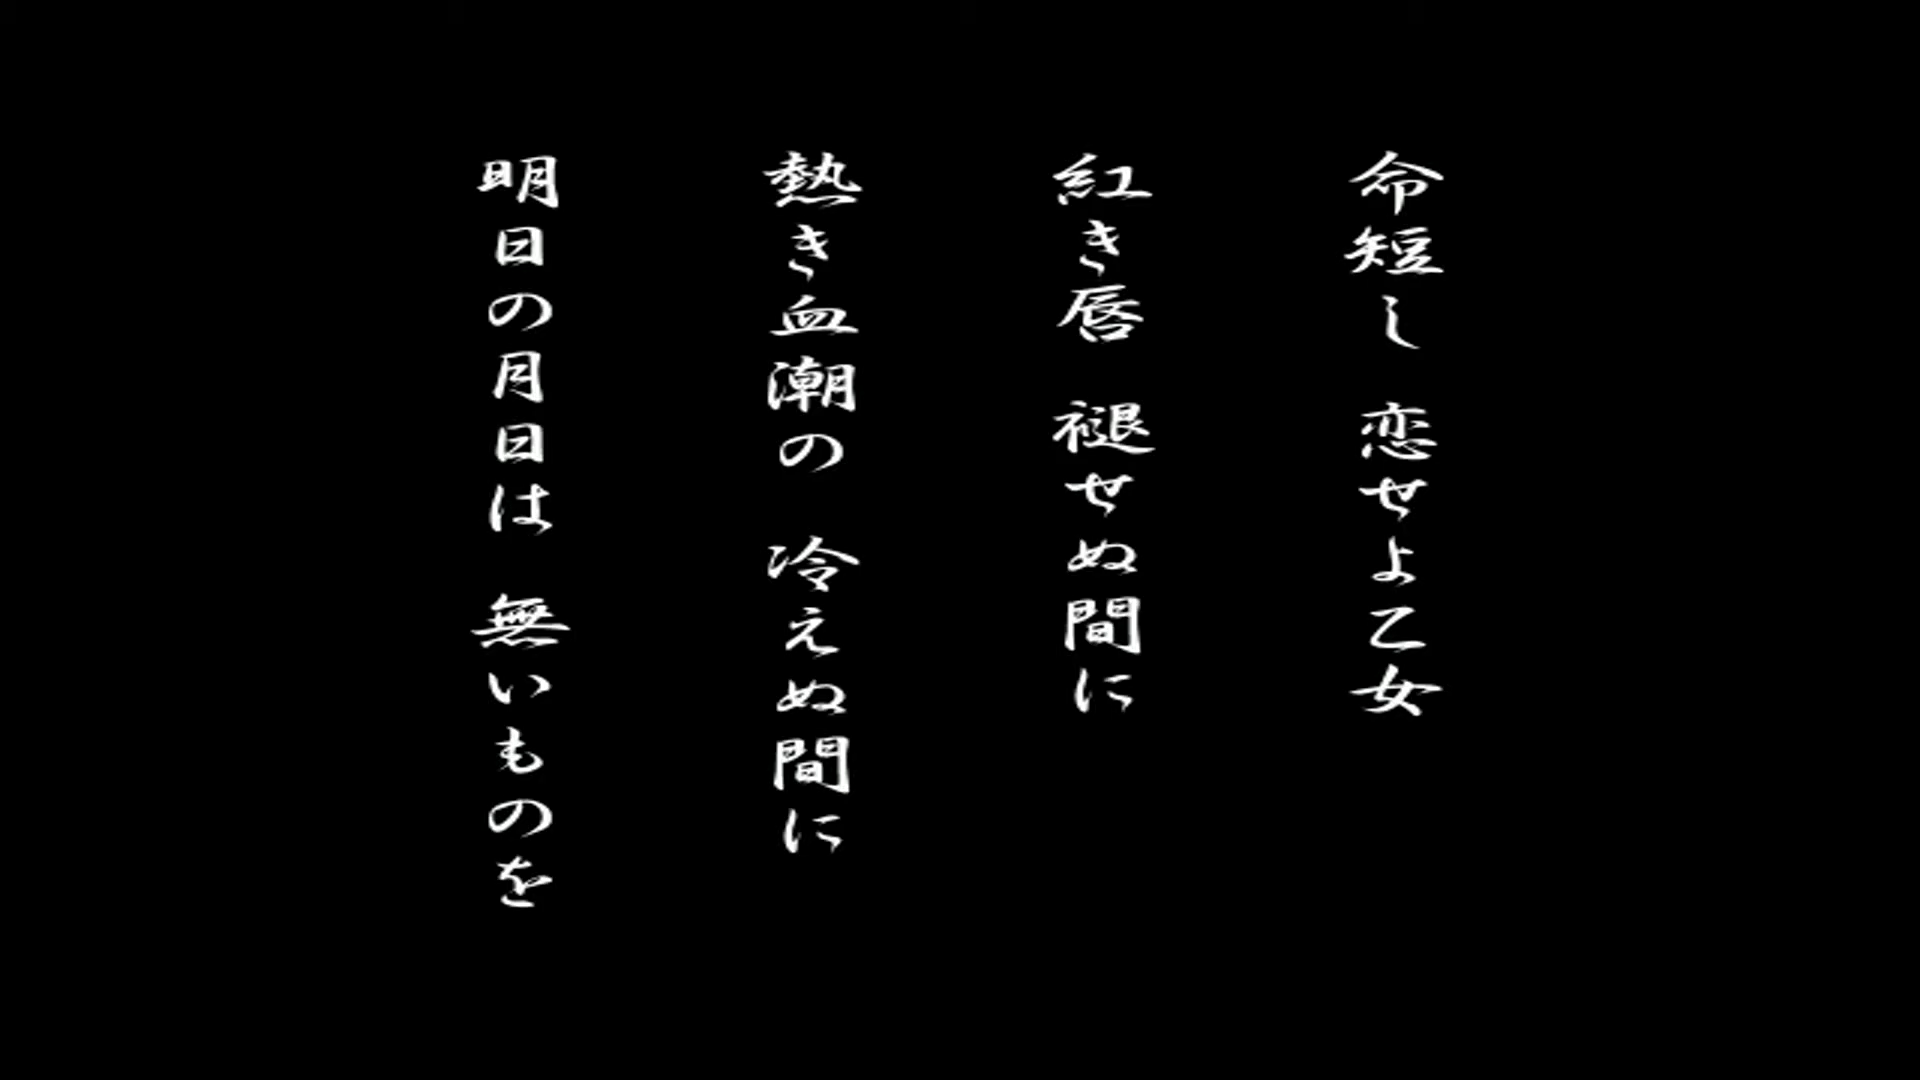 命短し 恋せよ乙女
紅き唇 褪せぬ間に
熱き血潮の 冷えぬ間に
明日の月日は 無いものを